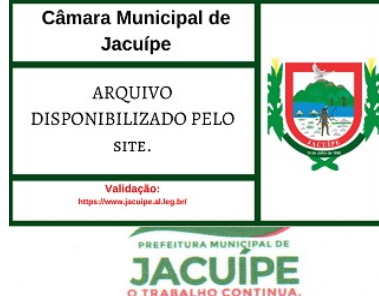 Câmara Municipal de
Jacuípe
ARQUIVO
DISPONIBILIZADO PELO
SITE.
Validação:
https://www.jacuipe.al.leg.br/
JACUÍPE
PREFEITURA MUNICIPAL DE
JACUÍPE
O TRABALHO CONTINUA.